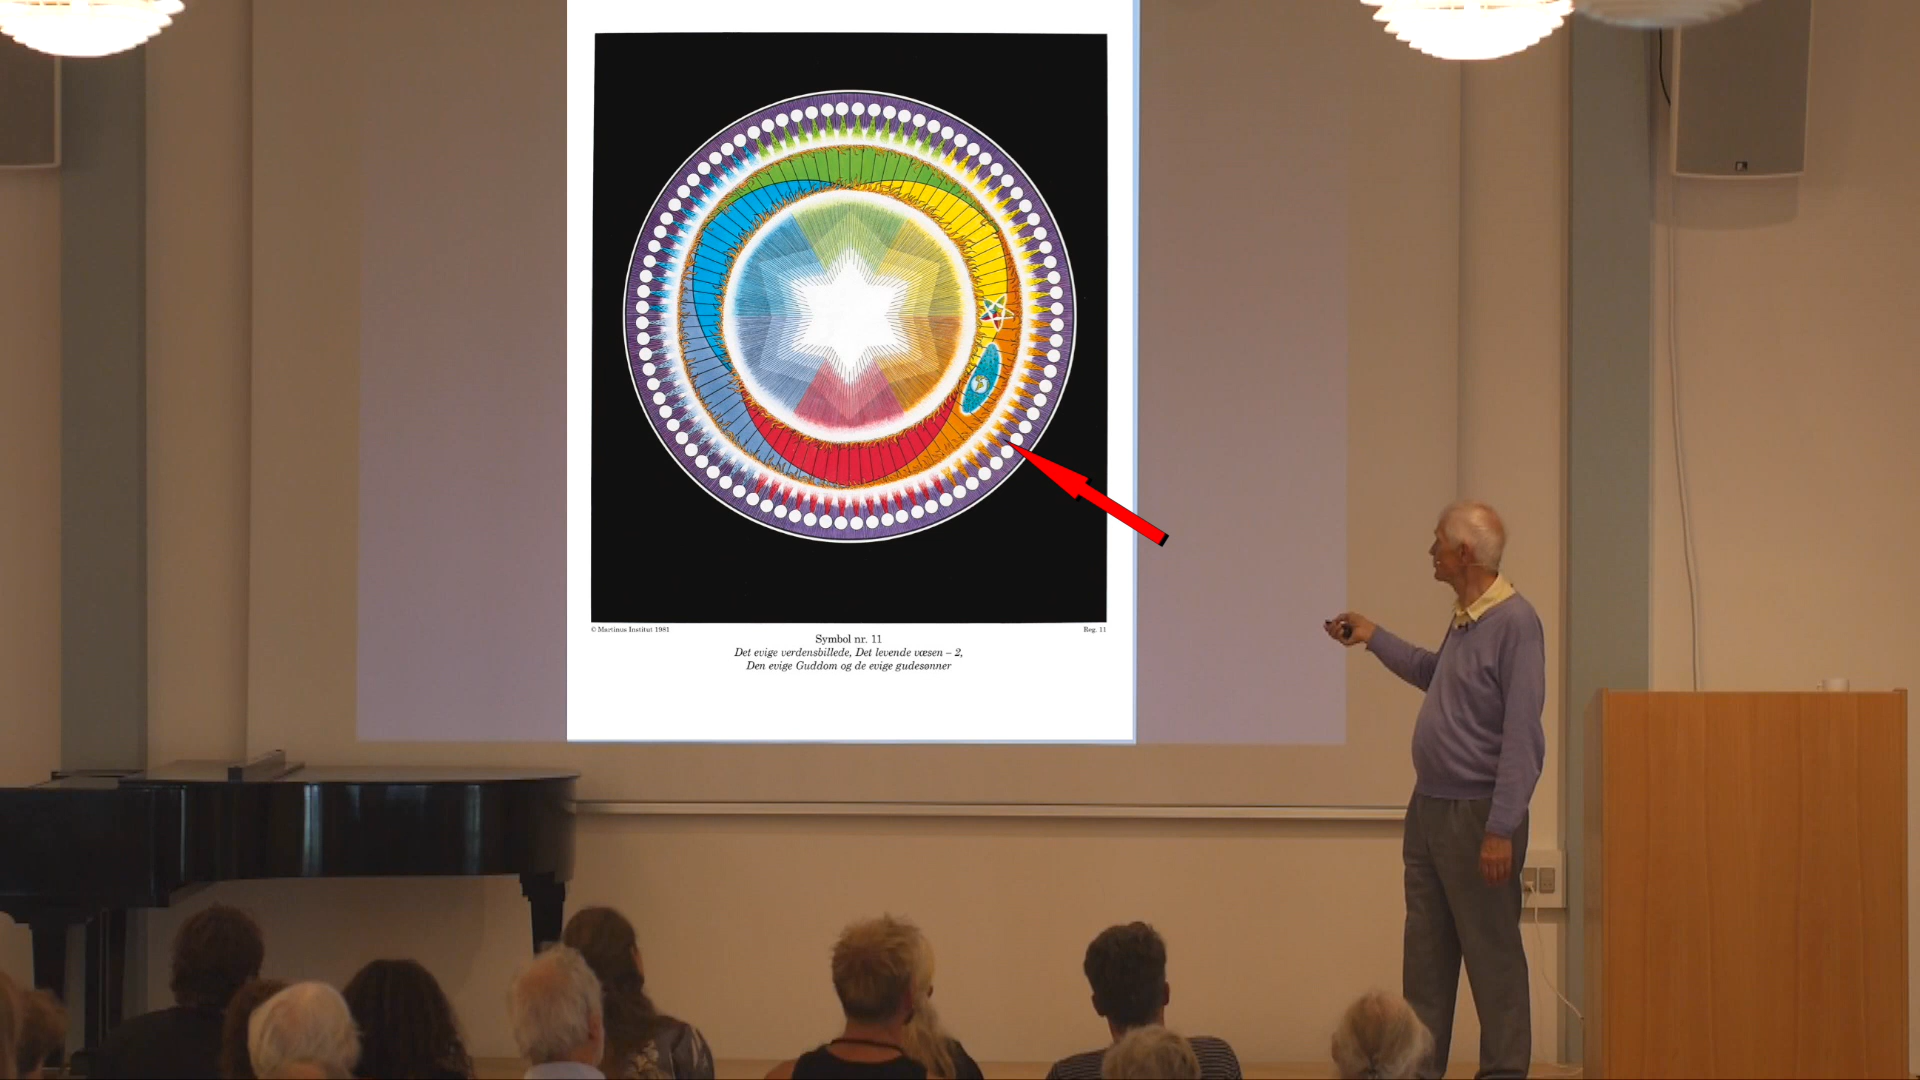 © Martinus Institut 1981
Reg. 11
Symbol nr. 11
Det evige verdensbillede, Det levende væsen – 2,
Den evige Guddom og de evige gudesønner